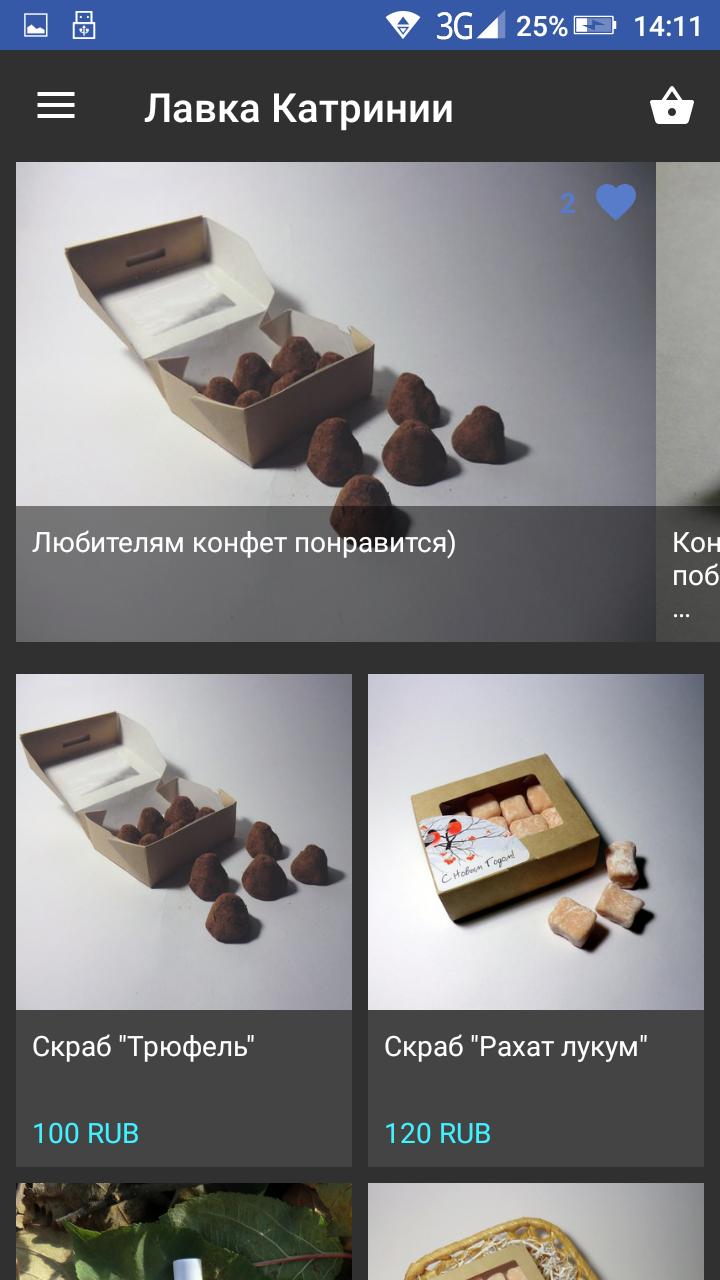 3G 25% 14:11
Лавка Катринии
2
Любителям конфет понравится)
Кон
поб
...
С Новым Годом!
Скраб "Трюфель"
Скраб "Рахат лукум"
100 RUB
120 RUB